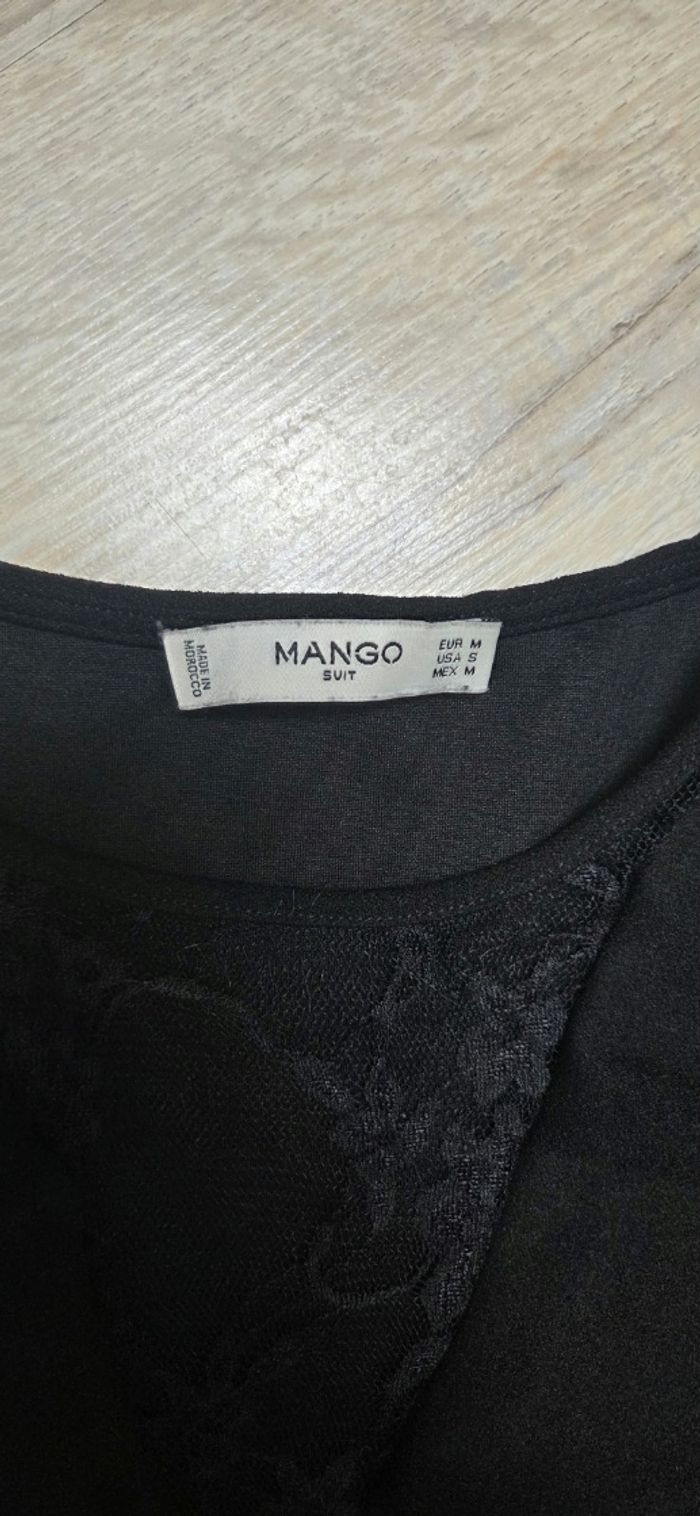 MADE IN
MOROCCO
MANGO
SUIT
EUR M
USA S
MEX M